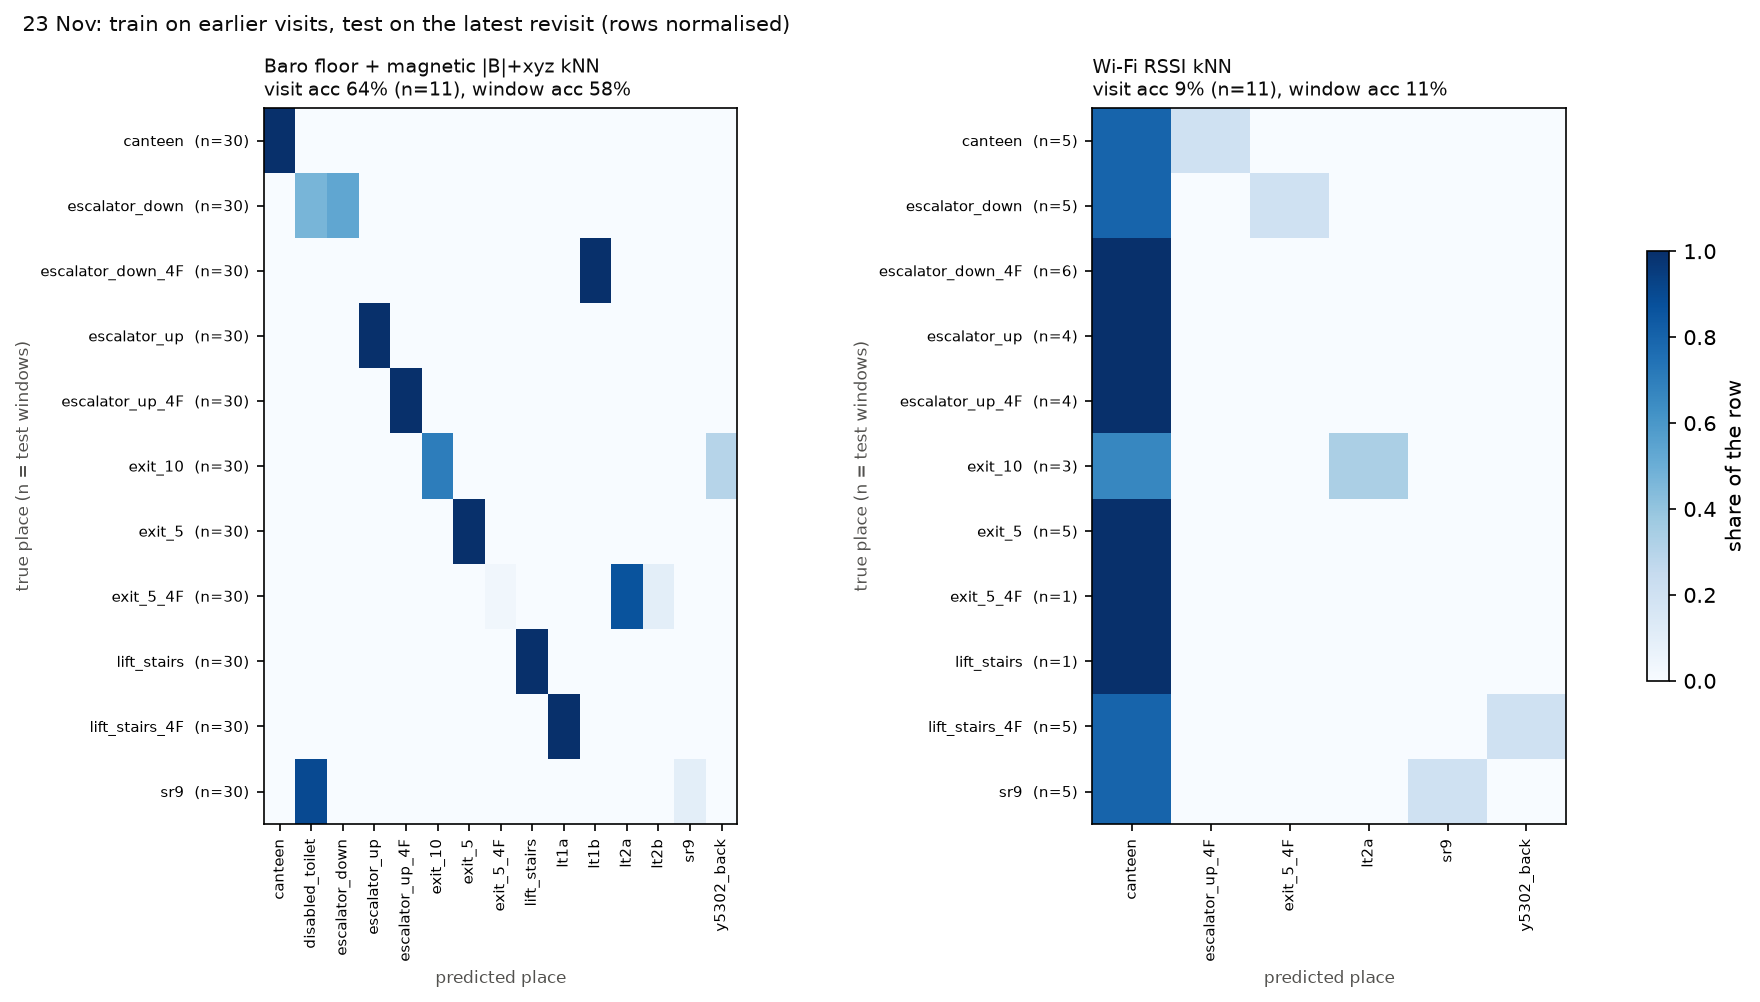 23 Nov: train on earlier visits, test on the latest revisit (rows normalised)
Baro floor + magnetic |B|+xyz kNN
visit acc 64% (n=11), window acc 58%
true place (n = test windows)
canteen (n=30)
escalator_down (n=30)
escalator_down_4F (n=30)
escalator_up (n=30)
escalator_up_4F (n=30)
exit_10 (n=30)
exit_5 (n=30)
exit_5_4F (n=30)
lift_stairs (n=30)
lift_stairs_4F (n=30)
sr9 (n=30)
canteen
disabled_toilet
escalator_down
escalator_up
escalator_up_4F
exit_10
exit_5
exit_5_4F
lift_stairs
lt1a
lt1b
lt2a
lt2b
sr9
y5302_back
predicted place
Wi-Fi RSSI kNN
visit acc 9% (n=11), window acc 11%
true place (n = test windows)
canteen (n=5)
escalator_down (n=5)
escalator_down_4F (n=6)
escalator_up (n=4)
escalator_up_4F (n=4)
exit_10 (n=3)
exit_5 (n=5)
exit_5_4F (n=1)
lift_stairs (n=1)
lift_stairs_4F (n=5)
sr9 (n=5)
canteen
escalator_up_4F
exit_5_4F
lt2a
sr9
y5302_back
predicted place
1.0
0.8
0.6
0.4
0.2
0.0
share of the row